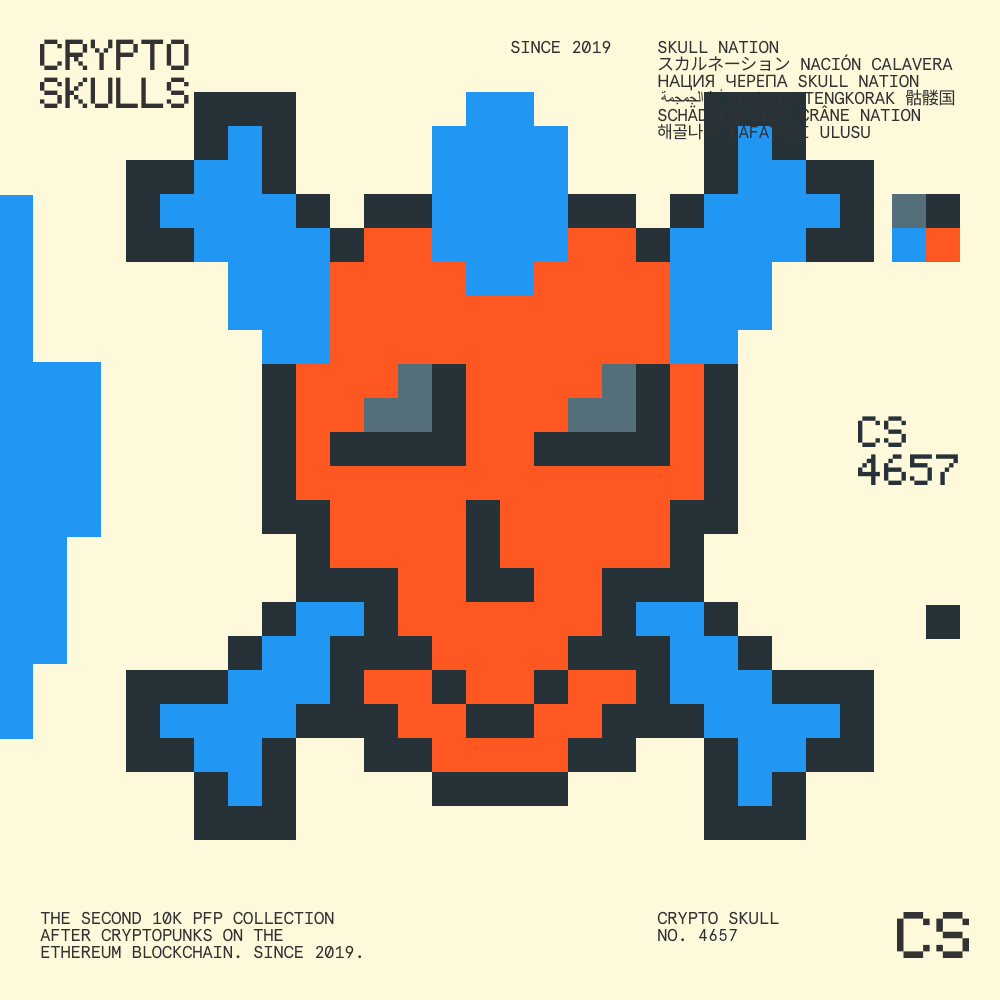 CRYPTO
SKULLS
SINCE 2019
SKULL NATION
スカルネーション NACIÓN CALAVERA
НАЦИЯ ЧЕРЕПА SKULL NATION
TENGKORAK 骷髅国
CRÂNE NATION
해골 ULUSU
CS
4657
THE SECOND 10K PFP COLLECTION
AFTER CRYPTOPUNKS ON THE
ETHEREUM BLOCKCHAIN. SINCE 2019.
CRYPTO SKULL
NO. 4657
CS